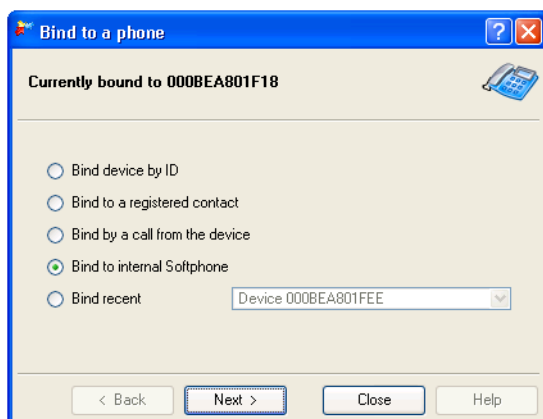 Bind to a phone
Currently bound to 000BEA801F18
Bind device by ID
Bind to a registered contact
Bind by a call from the device
Bind to internal Softphone
Bind recent Device 000BEA801FEE
< Back Next > Close Help